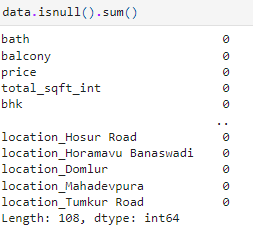 data.isnull().sum()
bath 0
balcony 0
price 0
total_sqft_int 0
bhk 0
..
location_Hosur Road 0
location_Horamavu Banaswadi 0
location_Domlur 0
location_Mahadevpura 0
location_Tumkur Road 0
Length: 108, dtype: int64